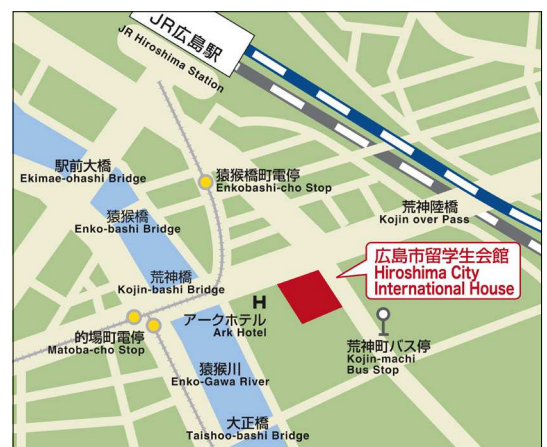 JR広島駅
JR Hiroshima Station
駅前大橋
Ekimae-ohashi Bridge
猿猴橋町電停
Enkobashi-cho Stop
猿猴橋
Enko-bashi Bridge
荒神陸橋
Kojin over Pass
広島市留学生会館
Hiroshima City
International House
荒神橋
Kojin-bashi Bridge
H
アークホテル
Ark Hotel
的場町電停
Matoba-cho Stop
荒神町バス停
Kojin-machi
Bus Stop
猿猴川
Enko-Gawa River
大正橋
Taishoo-bashi Bridge